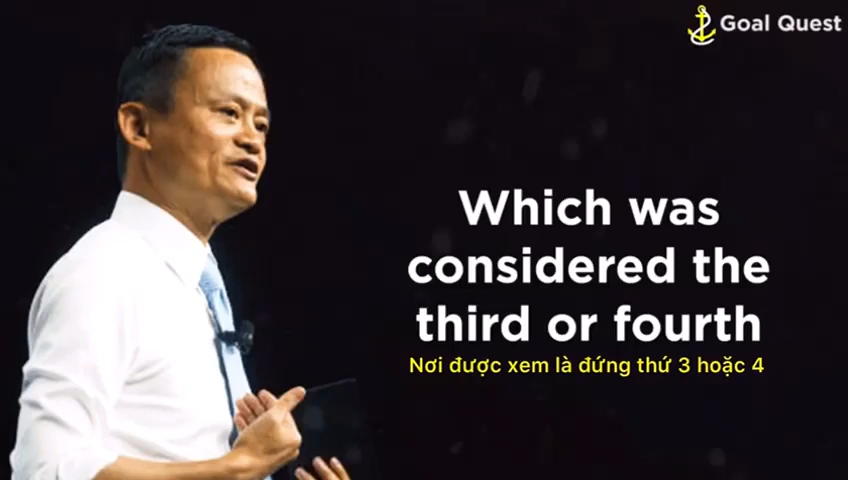 Goal Quest
Which was
considered the
third or fourth
Nơi được xem là đứng thứ 3 hoặc 4